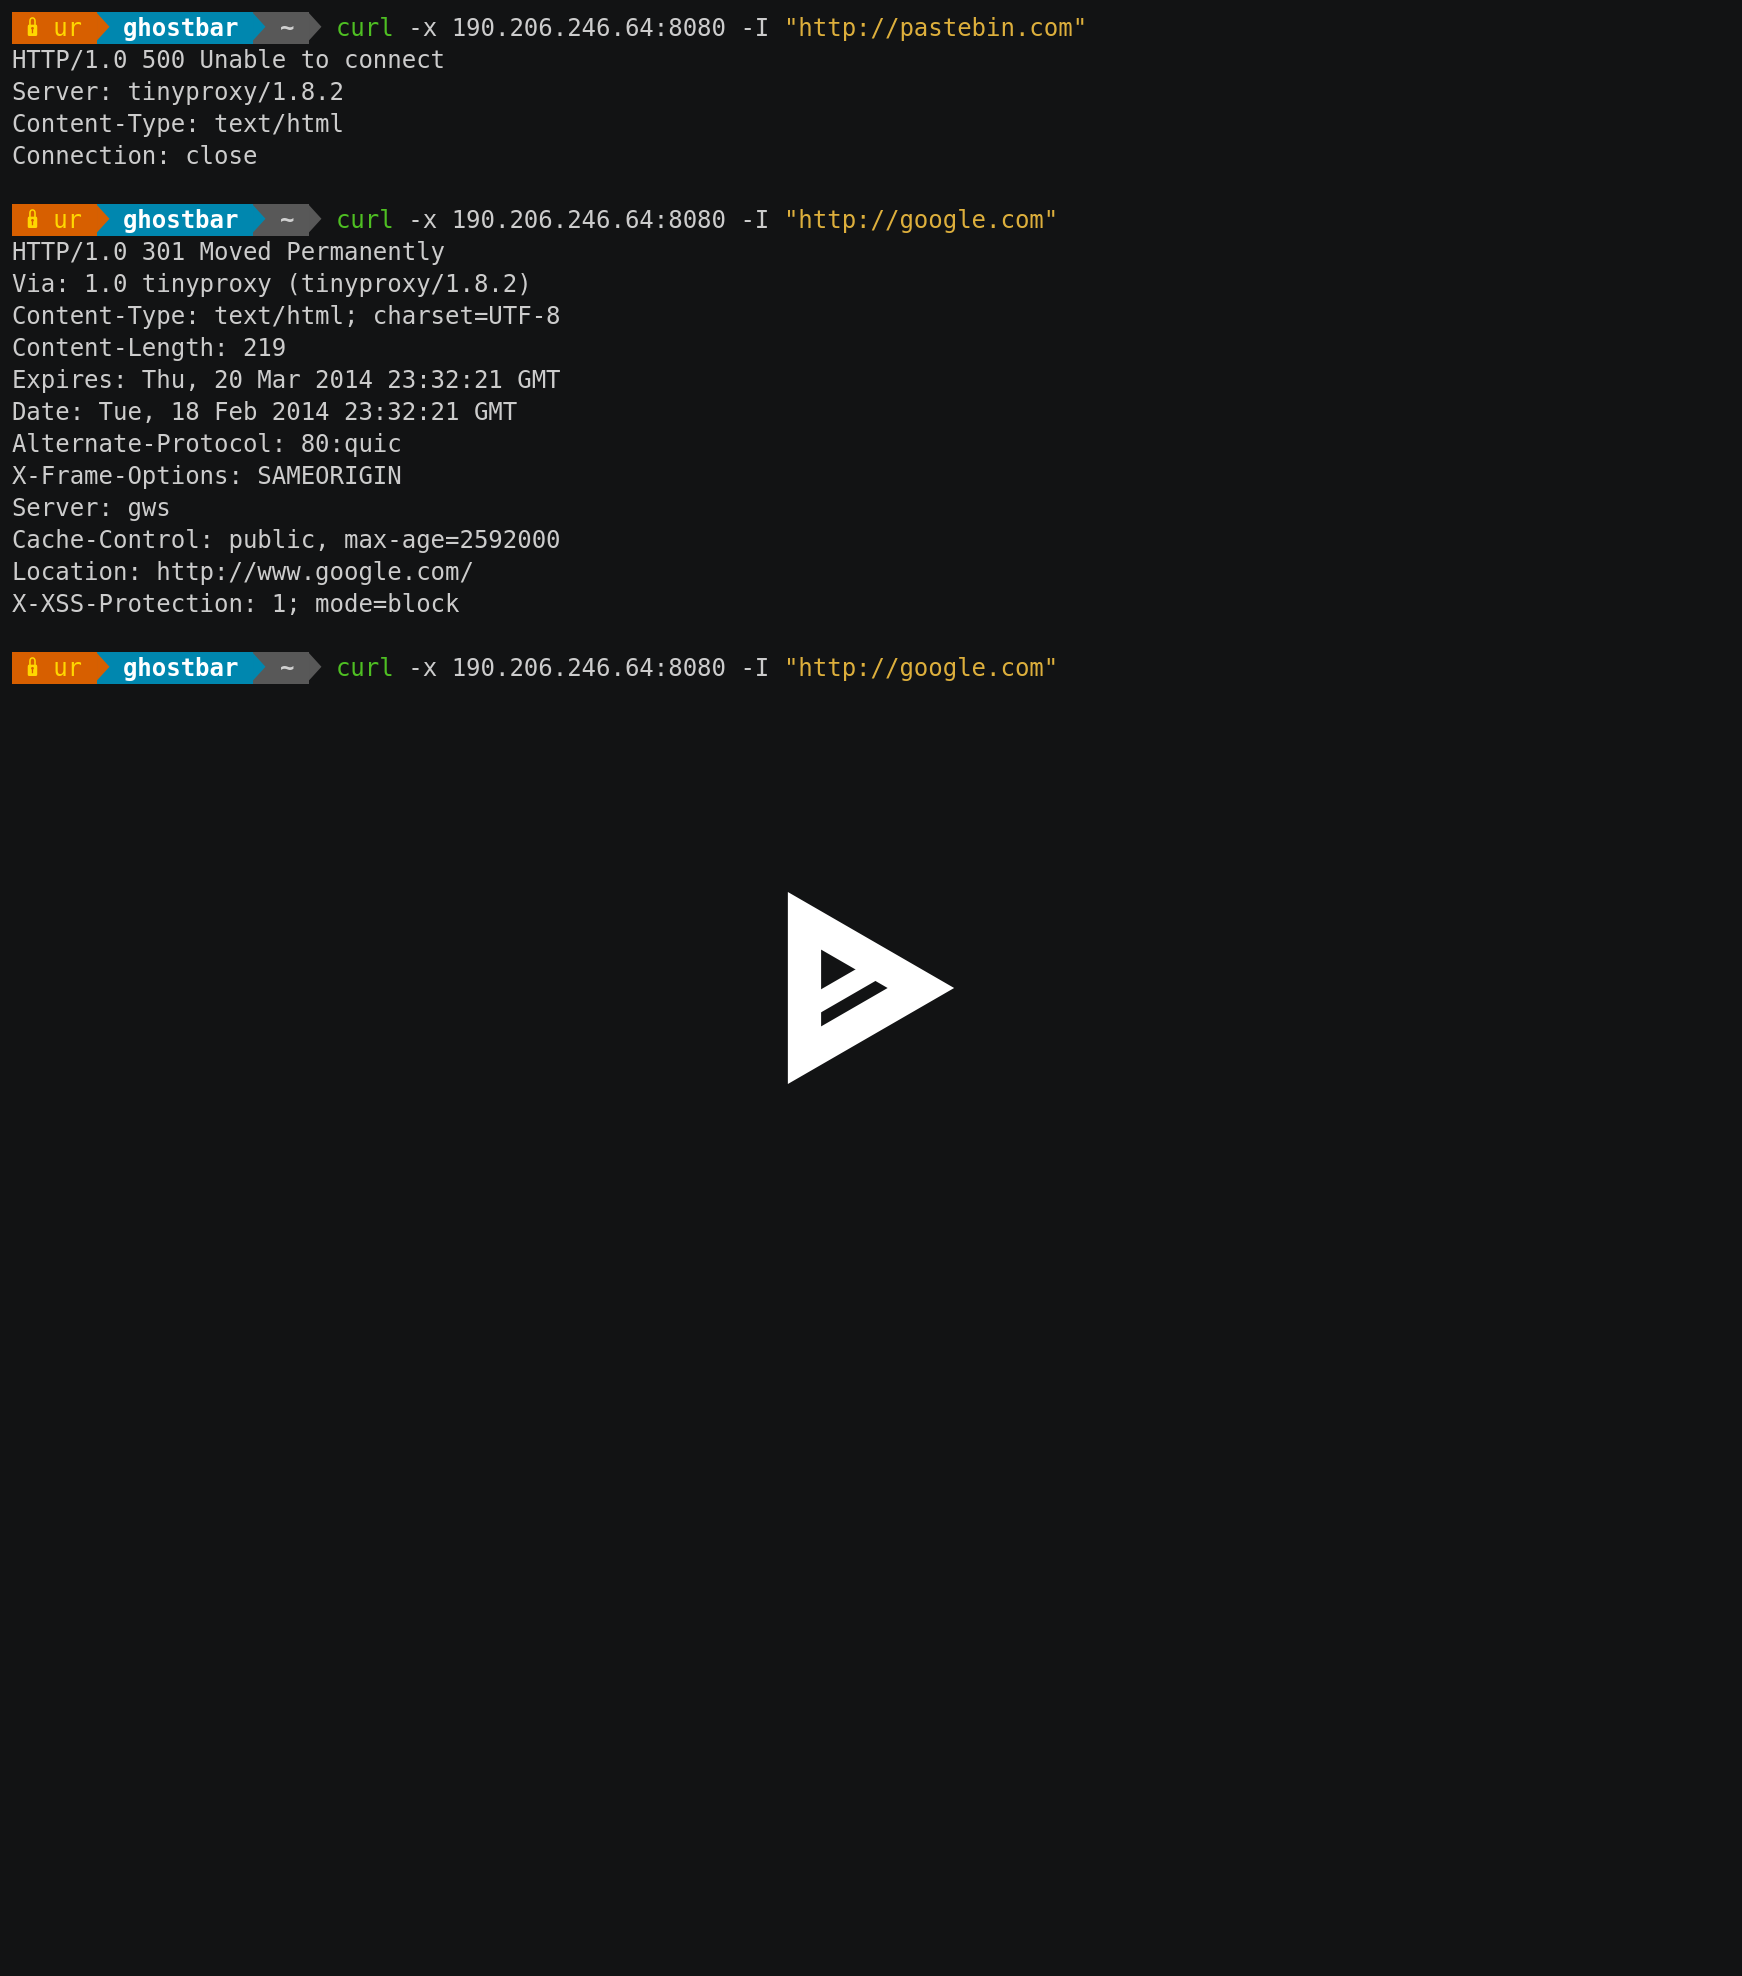 ur ghostbar ~ curl -x 190.206.246.64:8080 -I "http://pastebin.com"
HTTP/1.0 500 Unable to connect
Server: tinyproxy/1.8.2
Content-Type: text/html
Connection: close
ur ghostbar ~ curl -x 190.206.246.64:8080 -I "http://google.com"
HTTP/1.0 301 Moved Permanently
Via: 1.0 tinyproxy (tinyproxy/1.8.2)
Content-Type: text/html; charset=UTF-8
Content-Length: 219
Expires: Thu, 20 Mar 2014 23:32:21 GMT
Date: Tue, 18 Feb 2014 23:32:21 GMT
Alternate-Protocol: 80:quic
X-Frame-Options: SAMEORIGIN
Server: gws
Cache-Control: public, max-age=2592000
Location: http://www.google.com/
X-XSS-Protection: 1; mode=block
ur ghostbar ~ curl -x 190.206.246.64:8080 -I "http://google.com"